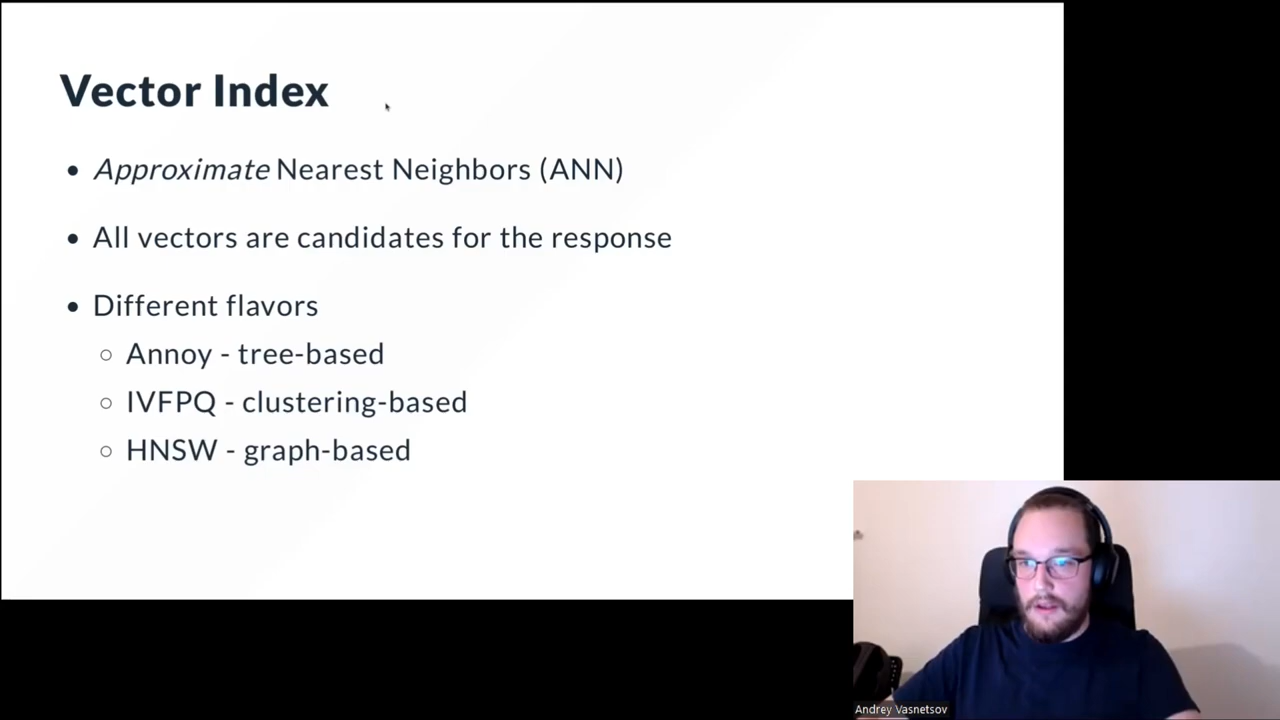 Vector Index
• Approximate Nearest Neighbors (ANN)
• All vectors are candidates for the response
• Different flavors
○ Annoy - tree-based
○ IVFPQ - clustering-based
○ HNSW - graph-based
Andrey Vasnetsov